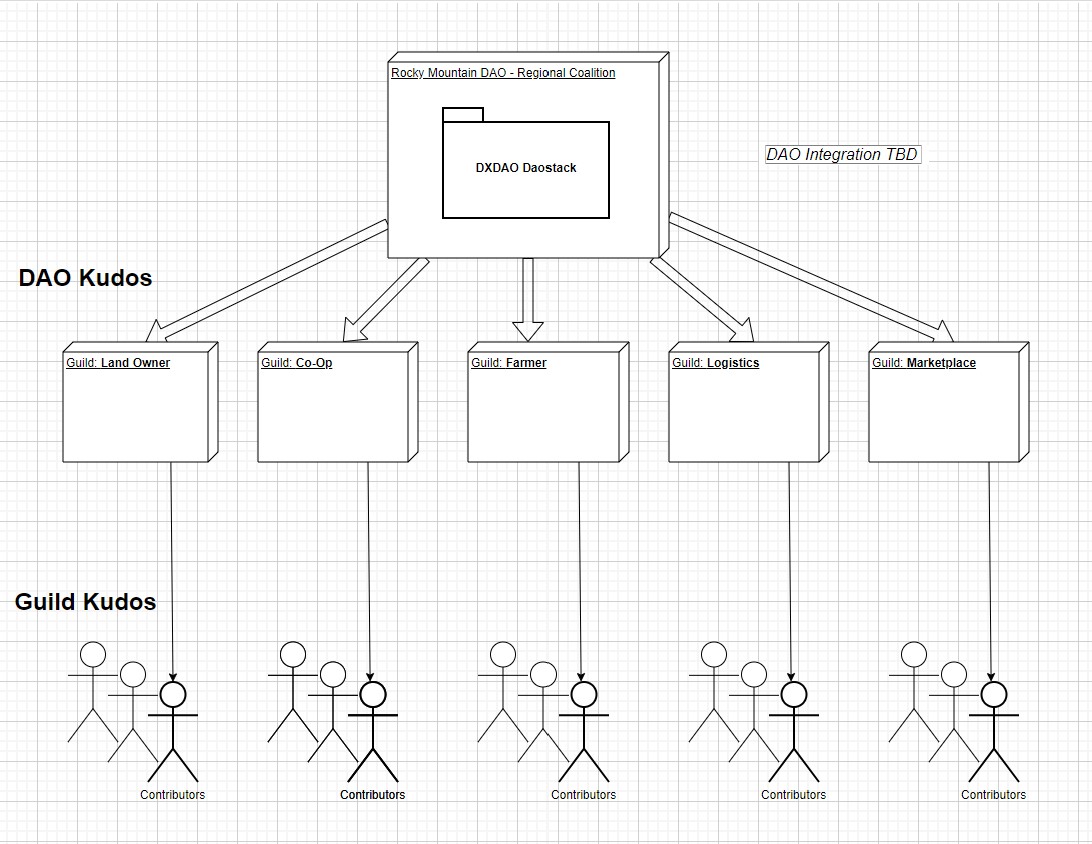 Rocky Mountain DAO - Regional Coalition
DXDAO Daostack
DAO Integration TBD
DAO Kudos
Guild: Land Owner
Guild: Co-Op
Guild: Farmer
Guild: Logistics
Guild: Marketplace
Guild Kudos
Contributors
Contributors
Contributors
Contributors
Contributors